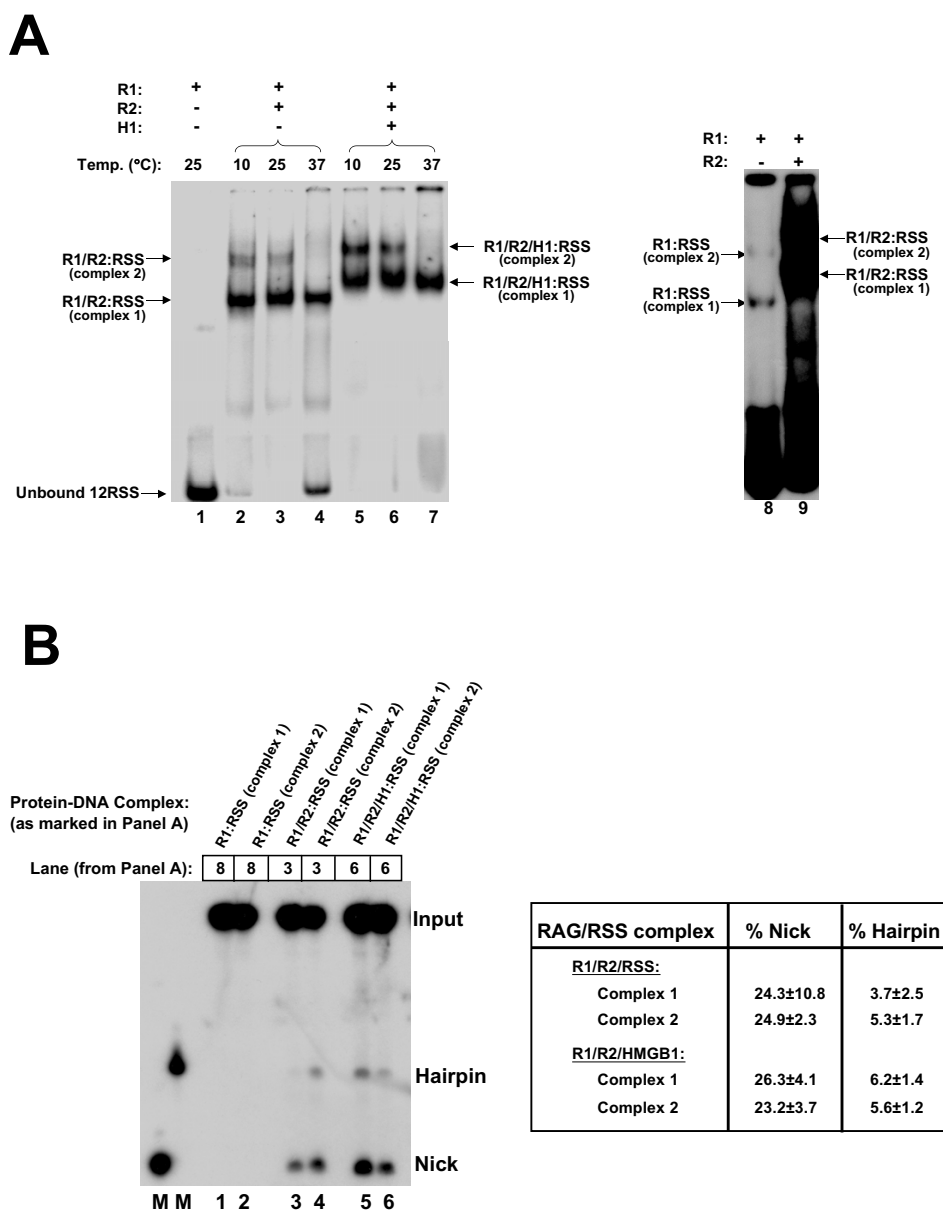 A
R1: + + +
R2: - + +
H1: - - +
Temp. (°C): 25 10 25 37 10 25 37
R1/R2:RSS
(complex 2)
R1/R2:RSS
(complex 1)
Unbound 12RSS
R1/R2/H1:RSS
(complex 2)
R1/R2/H1:RSS
(complex 1)
1 2 3 4 5 6 7
R1: + +
R2: - +
R1:RSS
(complex 2)
R1:RSS
(complex 1)
R1/R2:RSS
(complex 2)
R1/R2:RSS
(complex 1)
8 9
B
Protein-DNA Complex:
(as marked in Panel A)
R1:RSS (complex 1)
R1:RSS (complex 2)
R1/R2:RSS (complex 1)
R1/R2:RSS (complex 2)
R1/R2/H1:RSS (complex 1)
R1/R2/H1:RSS (complex 2)
Lane (from Panel A): 8 8 3 3 6 6
Input
Hairpin
Nick
M M 1 2 3 4 5 6
RAG/RSS complex % Nick % Hairpin
R1/R2/RSS:
Complex 1 24.3±10.8 3.7±2.5
Complex 2 24.9±2.3 5.3±1.7
R1/R2/HMGB1:
Complex 1 26.3±4.1 6.2±1.4
Complex 2 23.2±3.7 5.6±1.2